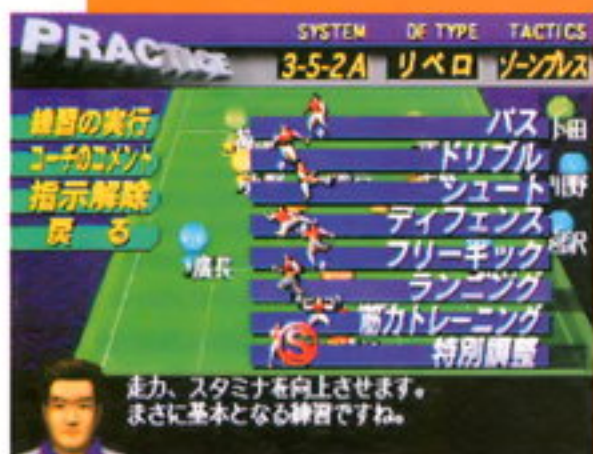 PRACTICE
SYSTEM
DF TYPE
TACTICS
3-5-2A
リベロ
ゾーンプレス
練習の実行
コーチのコメント
指示解除
戻る
パス
ドリブル
シュート
ディフェンス
フリーキック
ランニング
筋力トレーニング
特別調整
S
廣長
走力、スタミナを向上させます。
まさに基本となる練習ですね。